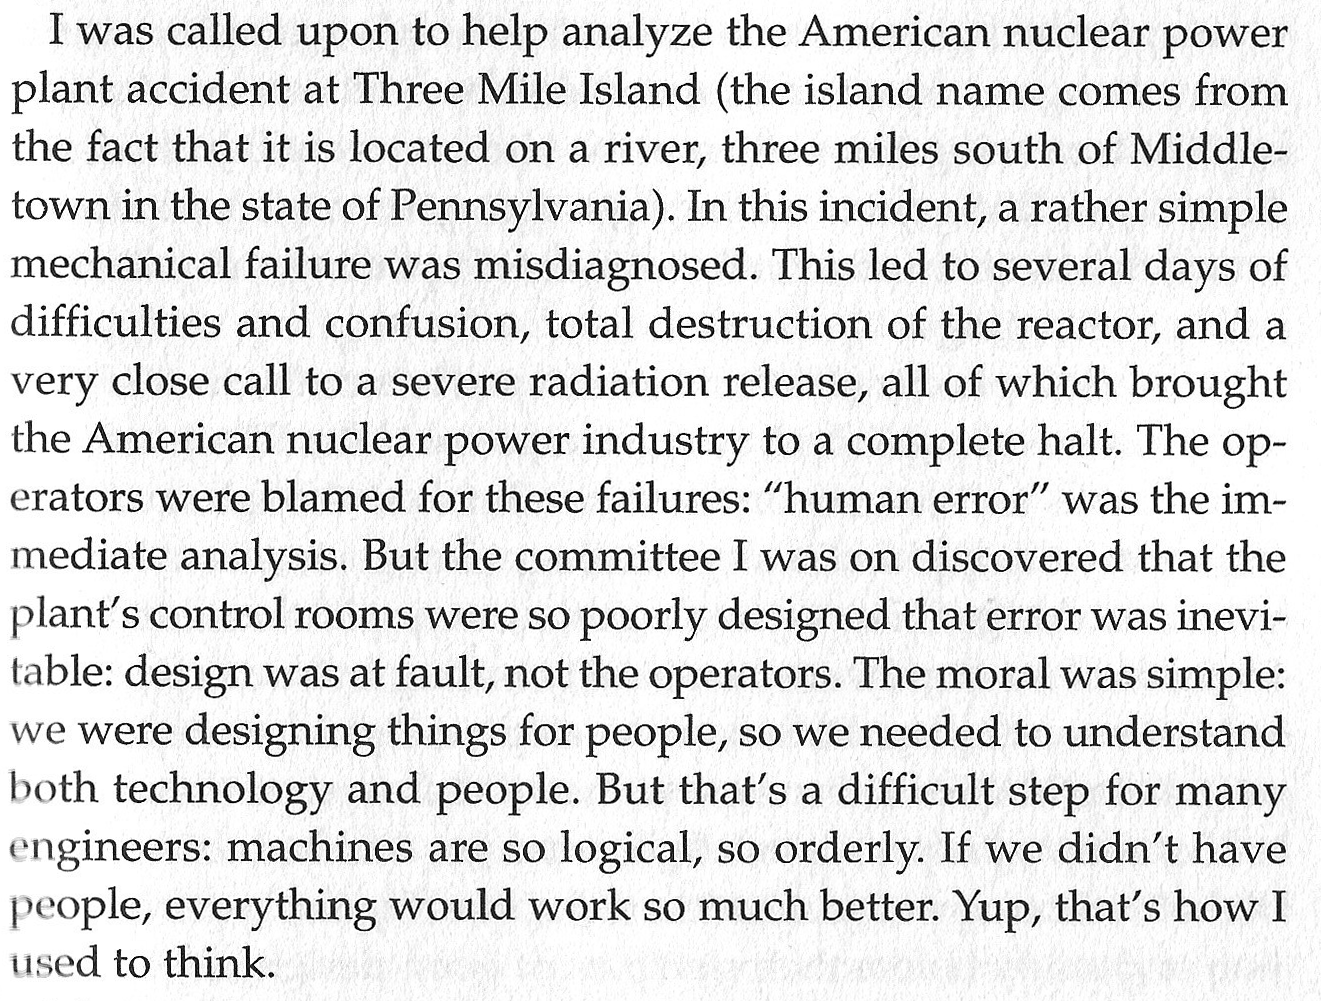 I was called upon to help analyze the American nuclear power
plant accident at Three Mile Island (the island name comes from
the fact that it is located on a river, three miles south of Middle-
town in the state of Pennsylvania). In this incident, a rather simple
mechanical failure was misdiagnosed. This led to several days of
difficulties and confusion, total destruction of the reactor, and a
very close call to a severe radiation release, all of which brought
the American nuclear power industry to a complete halt. The op-
erators were blamed for these failures: “human error” was the im-
mediate analysis. But the committee I was on discovered that the
plant’s control rooms were so poorly designed that error was inevi-
table: design was at fault, not the operators. The moral was simple:
we were designing things for people, so we needed to understand
both technology and people. But that’s a difficult step for many
engineers: machines are so logical, so orderly. If we didn’t have
people, everything would work so much better. Yup, that’s how I
used to think.